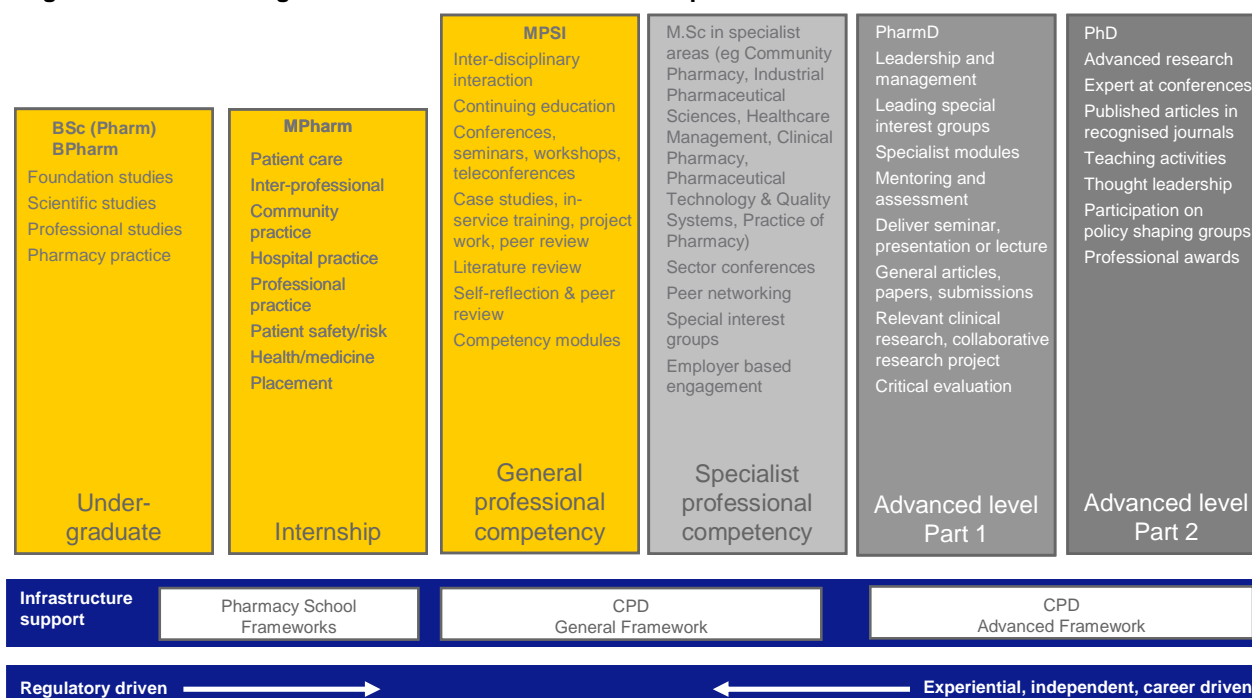 BSc (Pharm)
BPharm
Foundation studies
Scientific studies
Professional studies
Pharmacy practice
Under-
graduate
MPharm
Patient care
Inter-professional
Community
practice
Hospital practice
Professional
practice
Patient safety/risk
Health/medicine
Placement
Internship
MPSI
Inter-disciplinary
interaction
Continuing education
Conferences,
seminars, workshops,
teleconferences
Case studies, in-
service training, project
work, peer review
Literature review
Self-reflection & peer
review
Competency modules
General
professional
competency
M.Sc in specialist
areas (eg Community
Pharmacy, Industrial
Pharmaceutical
Sciences, Healthcare
Management, Clinical
Pharmacy,
Pharmaceutical
Technology & Quality
Systems, Practice of
Pharmacy)
Sector conferences
Peer networking
Special interest
groups
Employer based
engagement
Specialist
professional
competency
PharmD
Leadership and
management
Leading special
interest groups
Specialist modules
Mentoring and
assessment
Deliver seminar,
presentation or lecture
General articles,
papers, submissions
Relevant clinical
research, collaborative
research project
Critical evaluation
Advanced level
Part 1
PhD
Advanced research
Expert at conferences
Published articles in
recognised journals
Teaching activities
Thought leadership
Participation on
policy shaping groups
Professional awards
Advanced level
Part 2
Infrastructure
support
Pharmacy School
Frameworks
CPD
General Framework
CPD
Advanced Framework
Regulatory driven
Experiential, independent, career driven